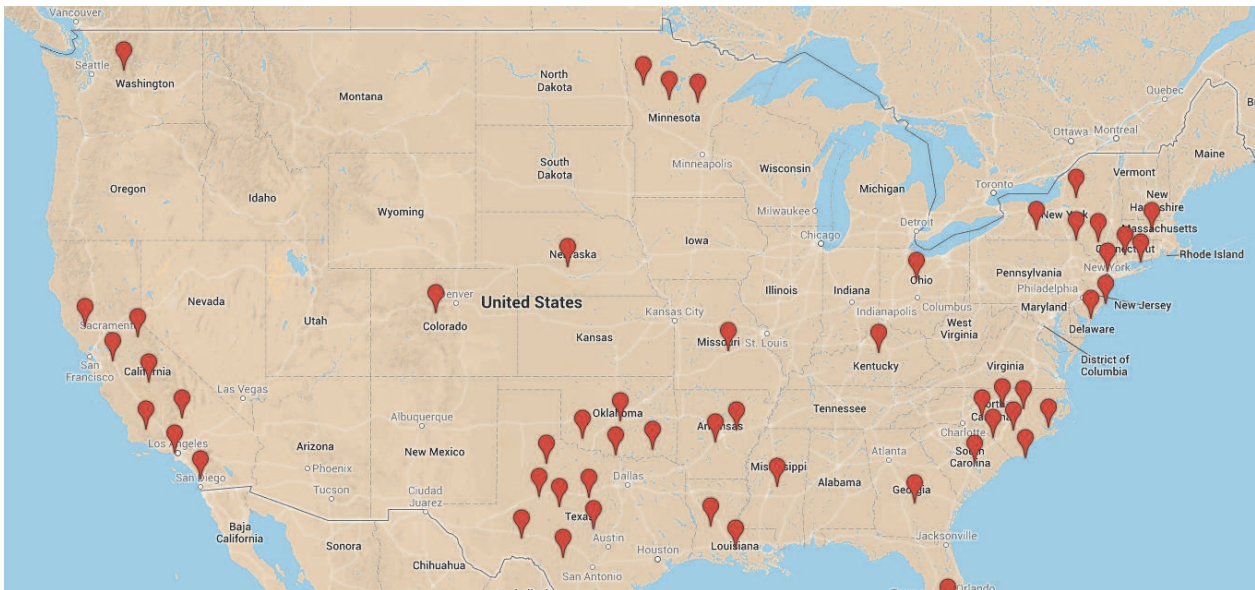 Vancouver
Seattle
Washington
Montana
North
Dakota
Minnesota
Quebec
Ottawa
Montreal
Maine
Vermont
Oregon
Idaho
Wyoming
South
Dakota
Minneapolis
Wisconsin
Michigan
Toronto
New
Hampshire
Milwaukee
Detroit
New York
Massachusetts
Chicago
Iowa
Nebraska
Connecticut
Rhode Island
New York
Pennsylvania
Ohio
Nevada
Utah
Denver
Colorado
United States
Illinois
Indiana
Columbus
Indianapolis
Philadelphia
Maryland
New Jersey
Delaware
Sacramento
San
Francisco
California
Kansas
Kansas City
Missouri
St. Louis
West
Virginia
Kentucky
Virginia
District of
Columbia
Las Vegas
Albuquerque
Oklahoma
Arkansas
Tennessee
North
Carolina
Charlotte
Los Angeles
Arizona
Phoenix
New Mexico
San Diego
Tucson
Ciudad
Juarez
Dallas
Mississippi
Alabama
Atlanta
South
Carolina
Georgia
Texas
Austin
Louisiana
Jacksonville
Baja
California
Sonora
Chihuahua
Houston
San Antonio
Orlando